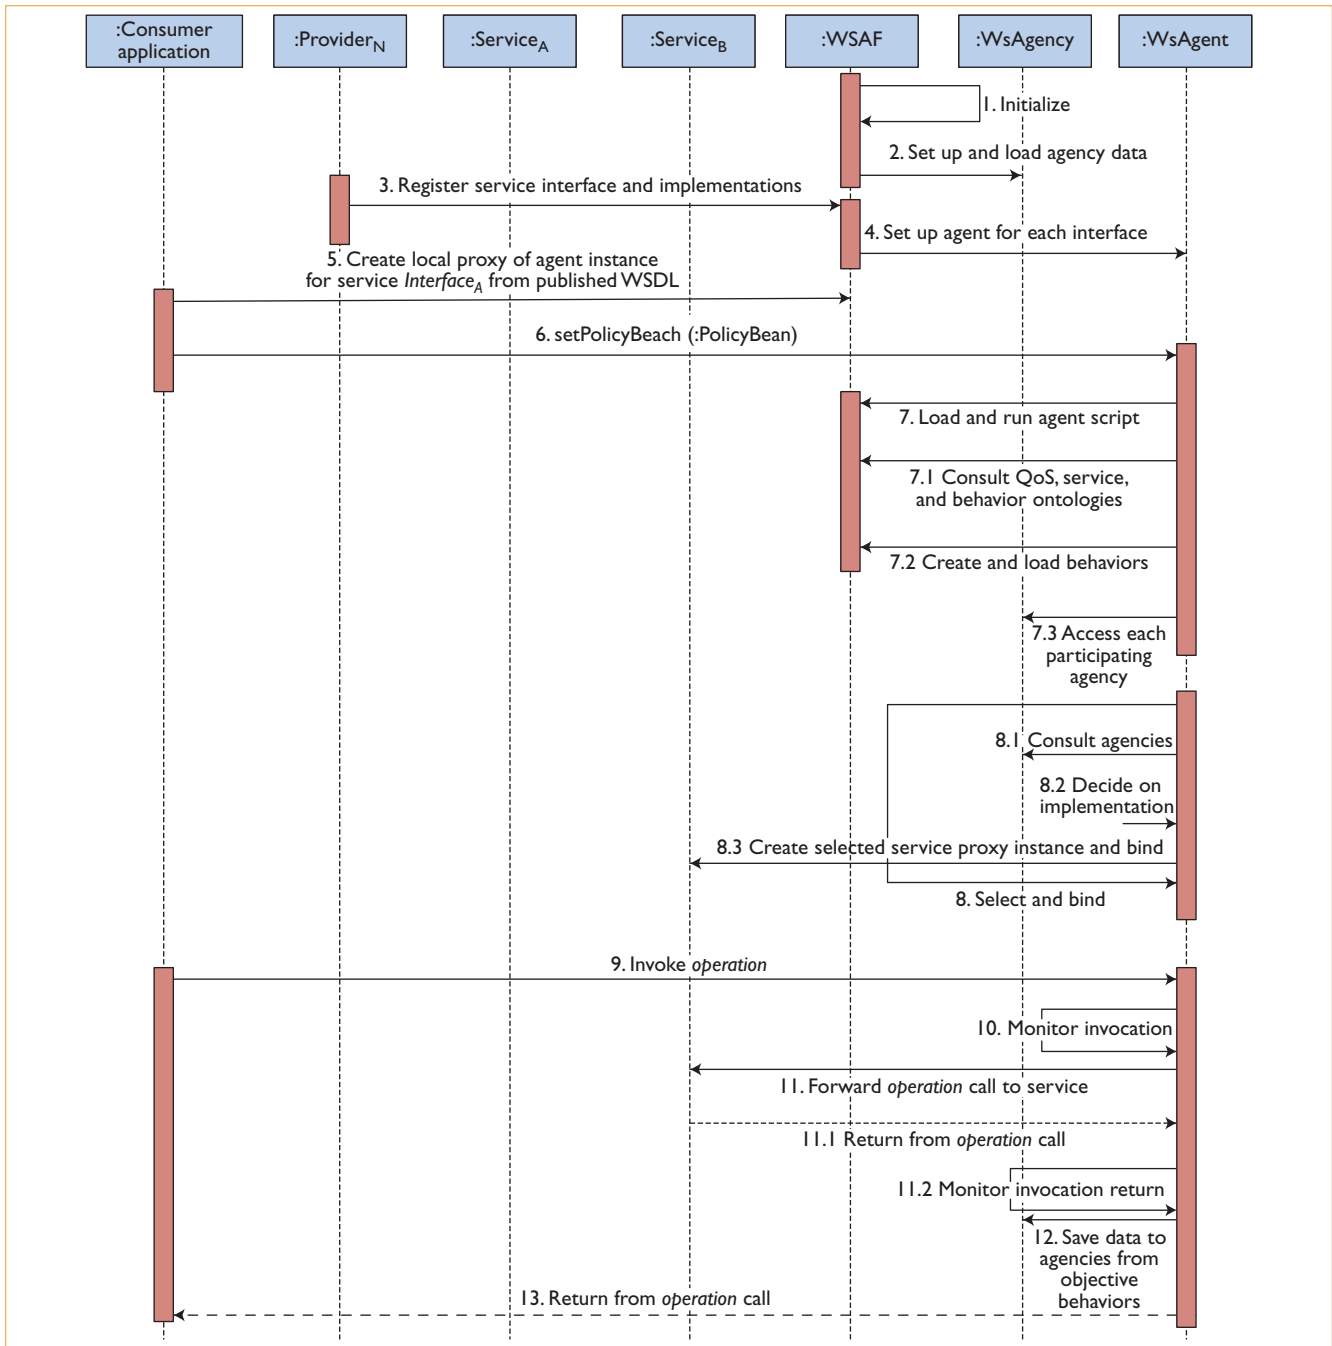 :Consumer
application
:ProviderN
:ServiceA
:ServiceB
:WSAF
:WsAgency
:WsAgent
1. Initialize
2. Set up and load agency data
3. Register service interface and implementations
4. Set up agent for each interface
5. Create local proxy of agent instance
for service InterfaceA from published WSDL
6. setPolicyBeach (:PolicyBean)
7. Load and run agent script
7.1 Consult QoS, service,
and behavior ontologies
7.2 Create and load behaviors
7.3 Access each
participating
agency
8.1 Consult agencies
8.2 Decide on
implementation
8.3 Create selected service proxy instance and bind
8. Select and bind
9. Invoke operation
10. Monitor invocation
11. Forward operation call to service
11.1 Return from operation call
11.2 Monitor invocation return
12. Save data to
agencies from
objective
behaviors
13. Return from operation call